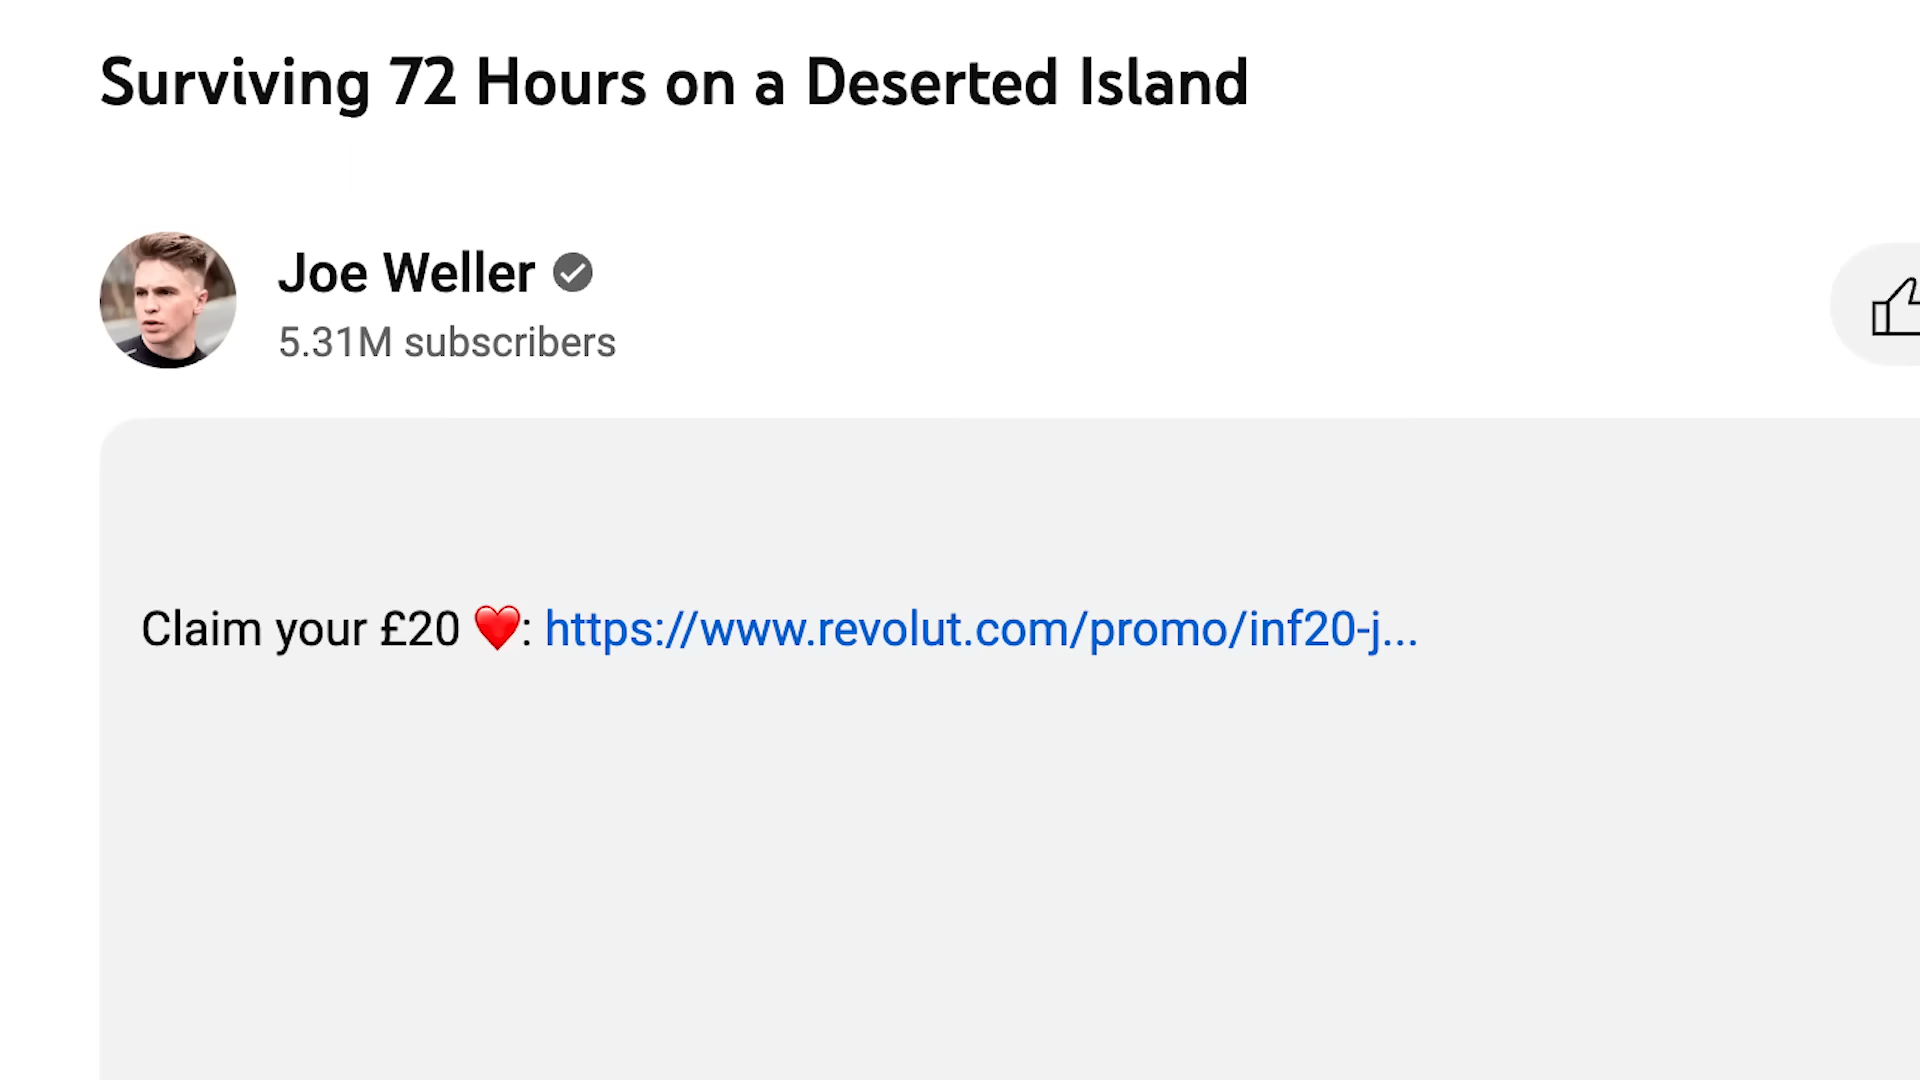 Surviving 72 Hours on a Deserted Island
Joe Weller
5.31M subscribers
Claim your £20 ❤️: https://www.revolut.com/promo/inf20-j...